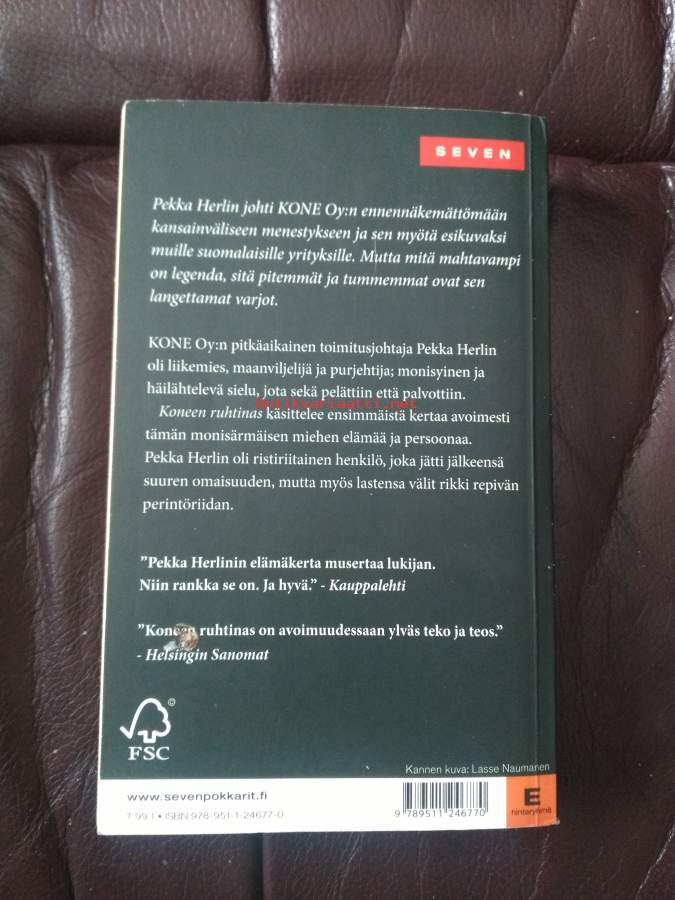 SEVEN
Pekka Herlin johti KONE Oy:n ennennäkemättömään
kansainväliseen menestykseen ja sen myötä esikuvaksi
muille suomalaisille yrityksille. Mutta mitä mahtavampi
on legenda, sitä pitemmät ja tummemmat ovat sen
langettamat varjot.
KONE Oy:n pitkäaikainen toimitusjohtaja Pekka Herlin
oli liikemies, maanviljelijä ja purjehtija; monisyinen ja
häilähtelevä sielu, jota sekä pelättiin että palvottiin.
antikvariaatti.net
Koneen ruhtinas käsittelee ensimmäistä kertaa avoimesti
tämän monisärmäisen miehen elämää ja persoonaa.
Pekka Herlin oli ristiriitainen henkilö, joka jätti jälkeensä
suuren omaisuuden, mutta myös lastensa välit rikki repivän
perintöriidan.
”Pekka Herlinin elämäkerta musertaa lukijan.
Niin rankka se on. Ja hyvä.” - Kauppalehti
”Koneen ruhtinas on avoimuudessaan ylväs teko ja teos.”
- Helsingin Sanomat
©
FSC
Kannen kuva: Lasse Naumanen
www.sevenpokkarit.fi
T 99.1 • ISBN 978-951-1-24677-0
9 789511 246770
E
hintaryhmä